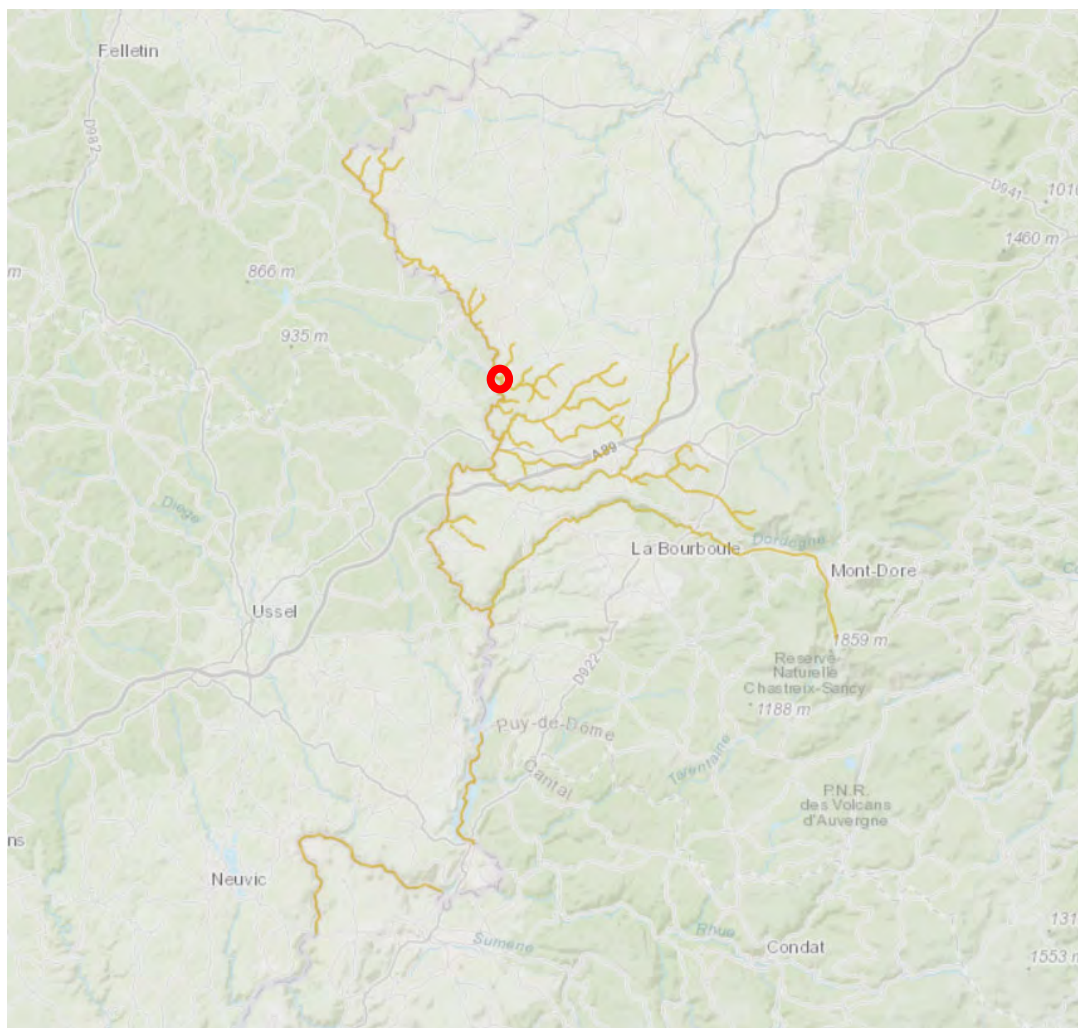 Felletin
D982
D941
1010
1460 m
m
866 m
935 m
A89
Diège
La Bourboule
Dordogne
Mont-Dore
Ussel
1859 m
Reserve
Naturelle
Chastreix-Sancy
D922
1188 m
Puy-de-Dôme
Tarentaine
Cantal
P.N.R.
des Volcans
d'Auvergne
ns
Neuvic
Rhue
131
Sumène
Condat
1553 m